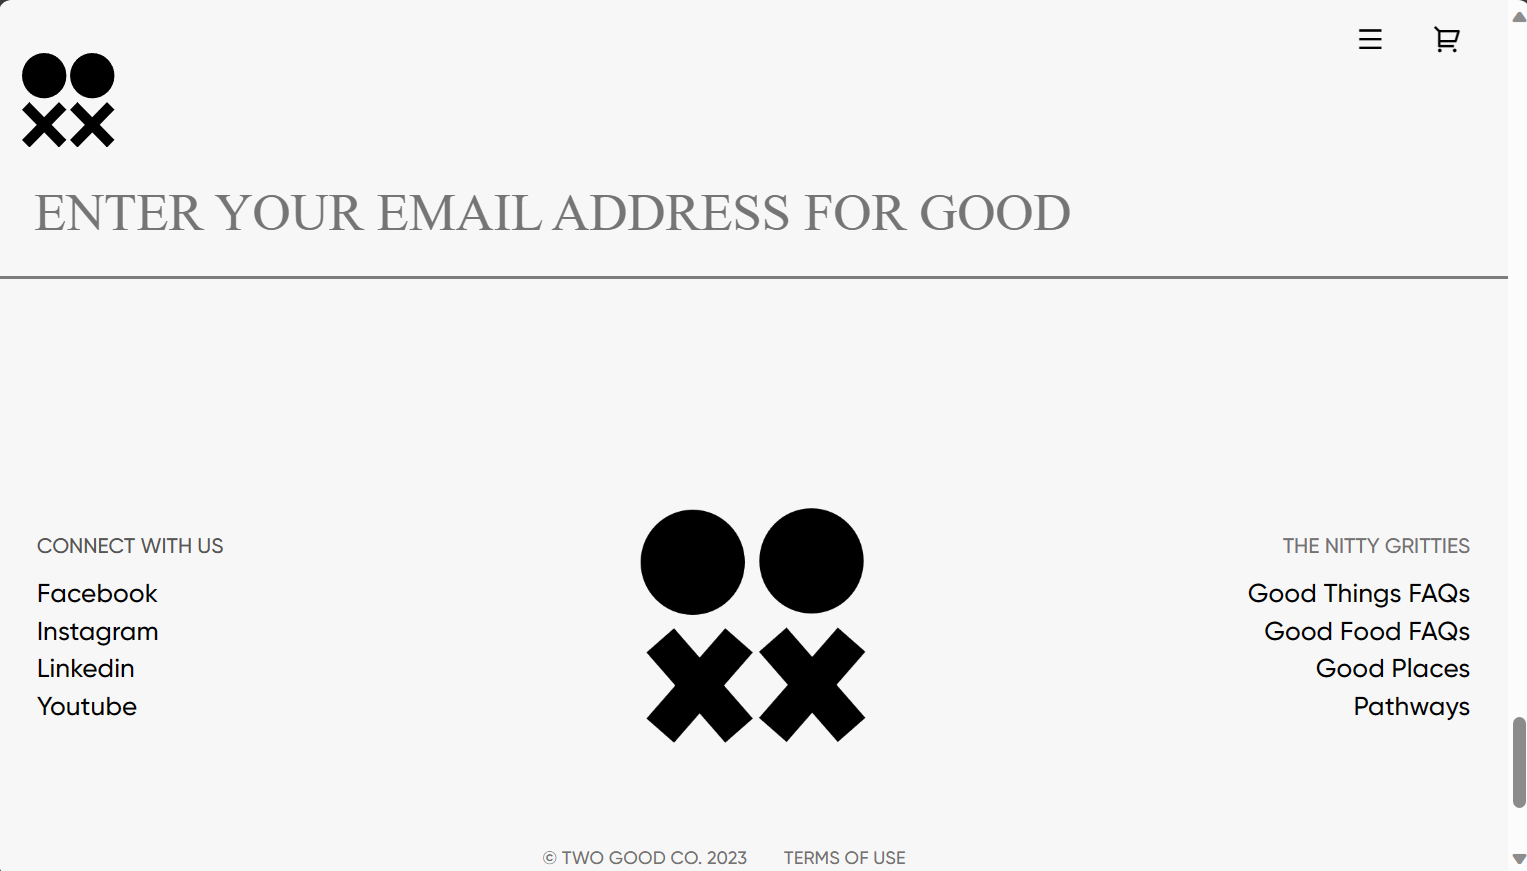 ENTER YOUR EMAIL ADDRESS FOR GOOD
CONNECT WITH US
Facebook
Instagram
Linkedin
Youtube
THE NITTY GRITTIES
Good Things FAQs
Good Food FAQs
Good Places
Pathways
© TWO GOOD CO. 2023 TERMS OF USE